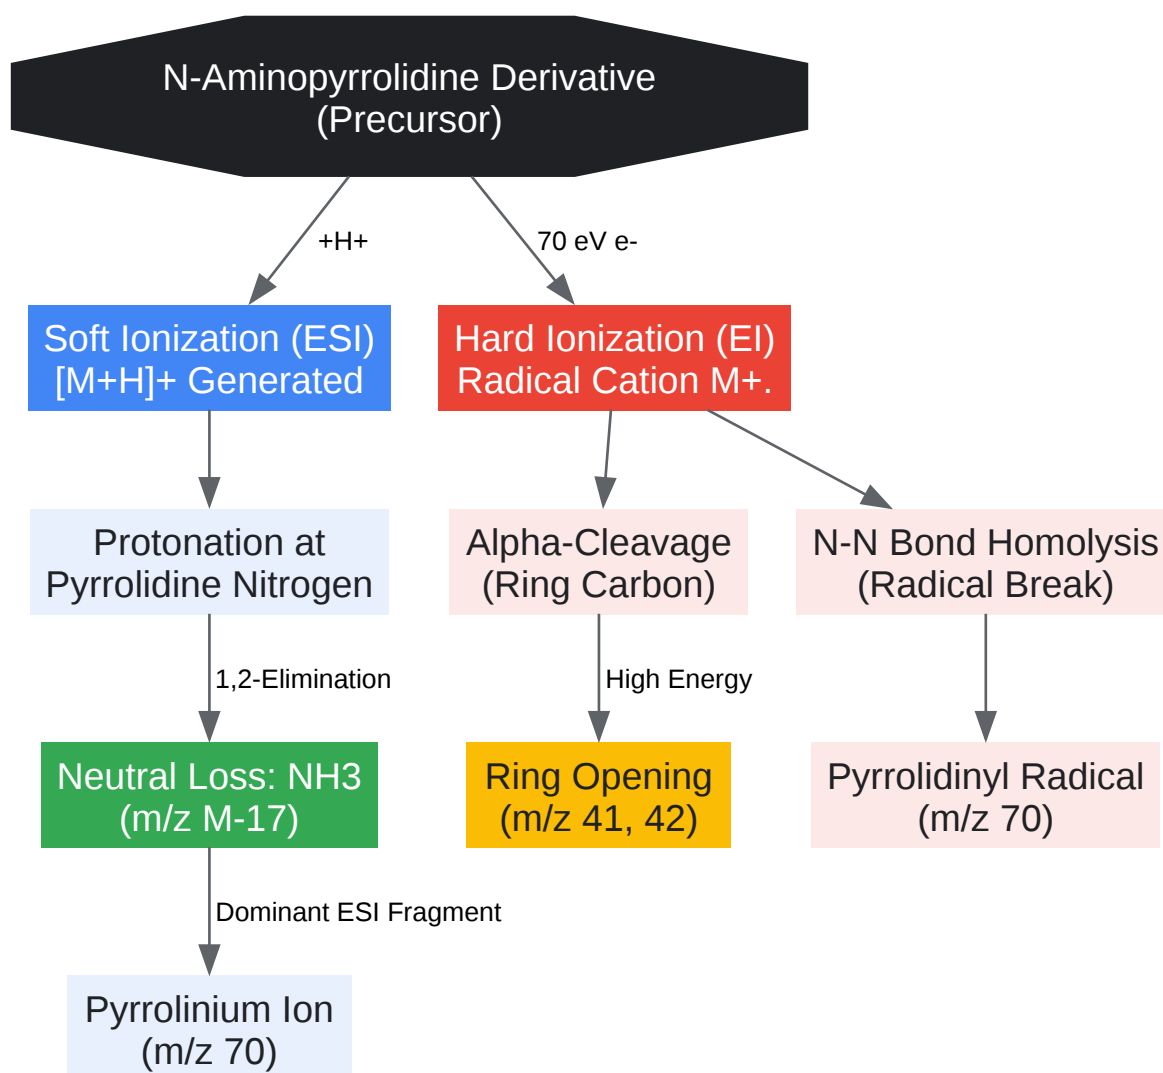 N-Aminopyrrolidine Derivative
(Precursor)
+H+
70 eV e-
Soft Ionization (ESI)
[M+H]+ Generated
Hard Ionization (EI)
Radical Cation M+.
Protonation at
Pyrrolidine Nitrogen
Alpha-Cleavage
(Ring Carbon)
N-N Bond Homolysis
(Radical Break)
1,2-Elimination
High Energy
Neutral Loss: NH3
(m/z M-17)
Ring Opening
(m/z 41, 42)
Pyrrolidinyl Radical
(m/z 70)
Dominant ESI Fragment
Pyrrolinium Ion
(m/z 70)